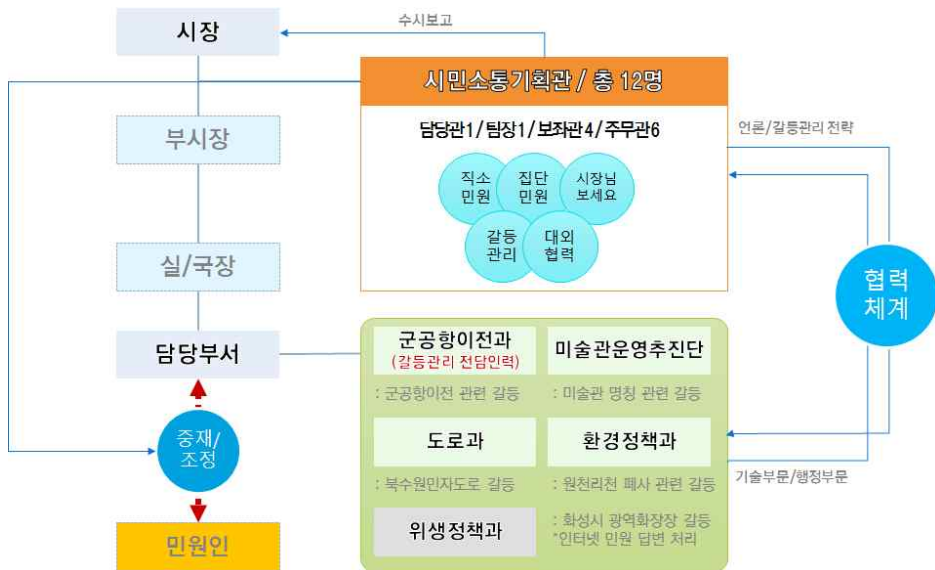 시장
수시보고
시민소통기획관 / 총 12명
담당관1 / 팀장1 / 보좌관4 / 주무관6
직소
민원
집단
민원
시장님
보세요
갈등
관리
대외
협력
부시장
실/국장
담당부서
중재/
조정
민원인
언론/갈등관리 전략
협력
체계
기술부문/행정부문
군공항이전과
(갈등관리 전담인력)
: 군공항이전 관련 갈등
미술관운영추진단
: 미술관 명칭 관련 갈등
도로과
: 북수원민자도로 갈등
환경정책과
: 원천리천 폐사 관련 갈등
위생정책과
: 화성시 광역화장장 갈등
*인터넷 민원 답변 처리